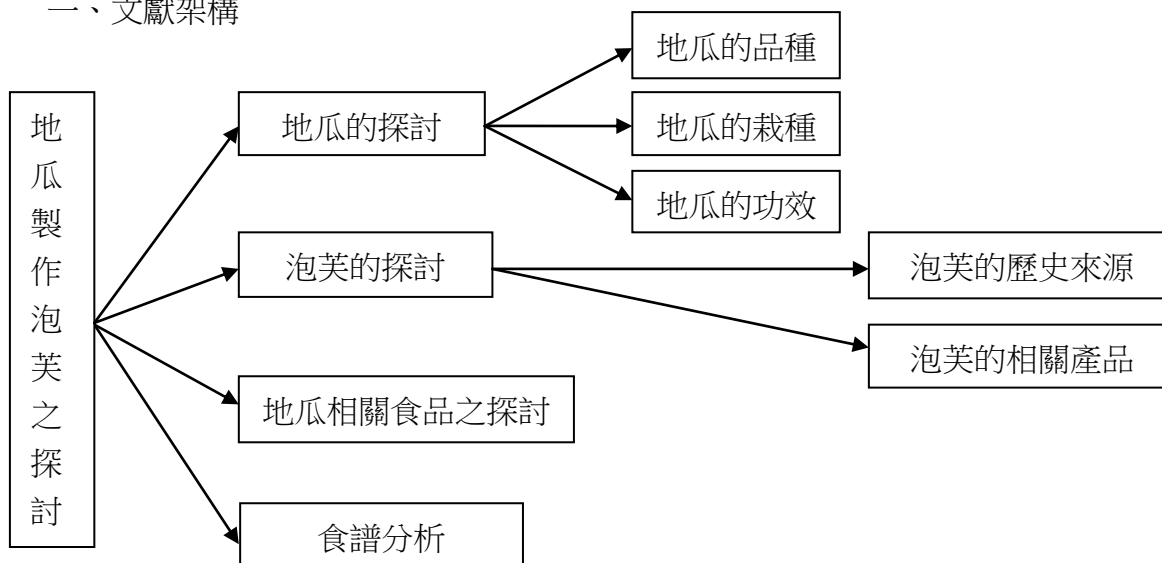 一、文獻架構
地瓜製作泡芙之探討
地瓜的探討
地瓜的品種
地瓜的栽種
地瓜的功效
泡芙的探討
泡芙的歷史來源
泡芙的相關產品
地瓜相關食品之探討
食譜分析